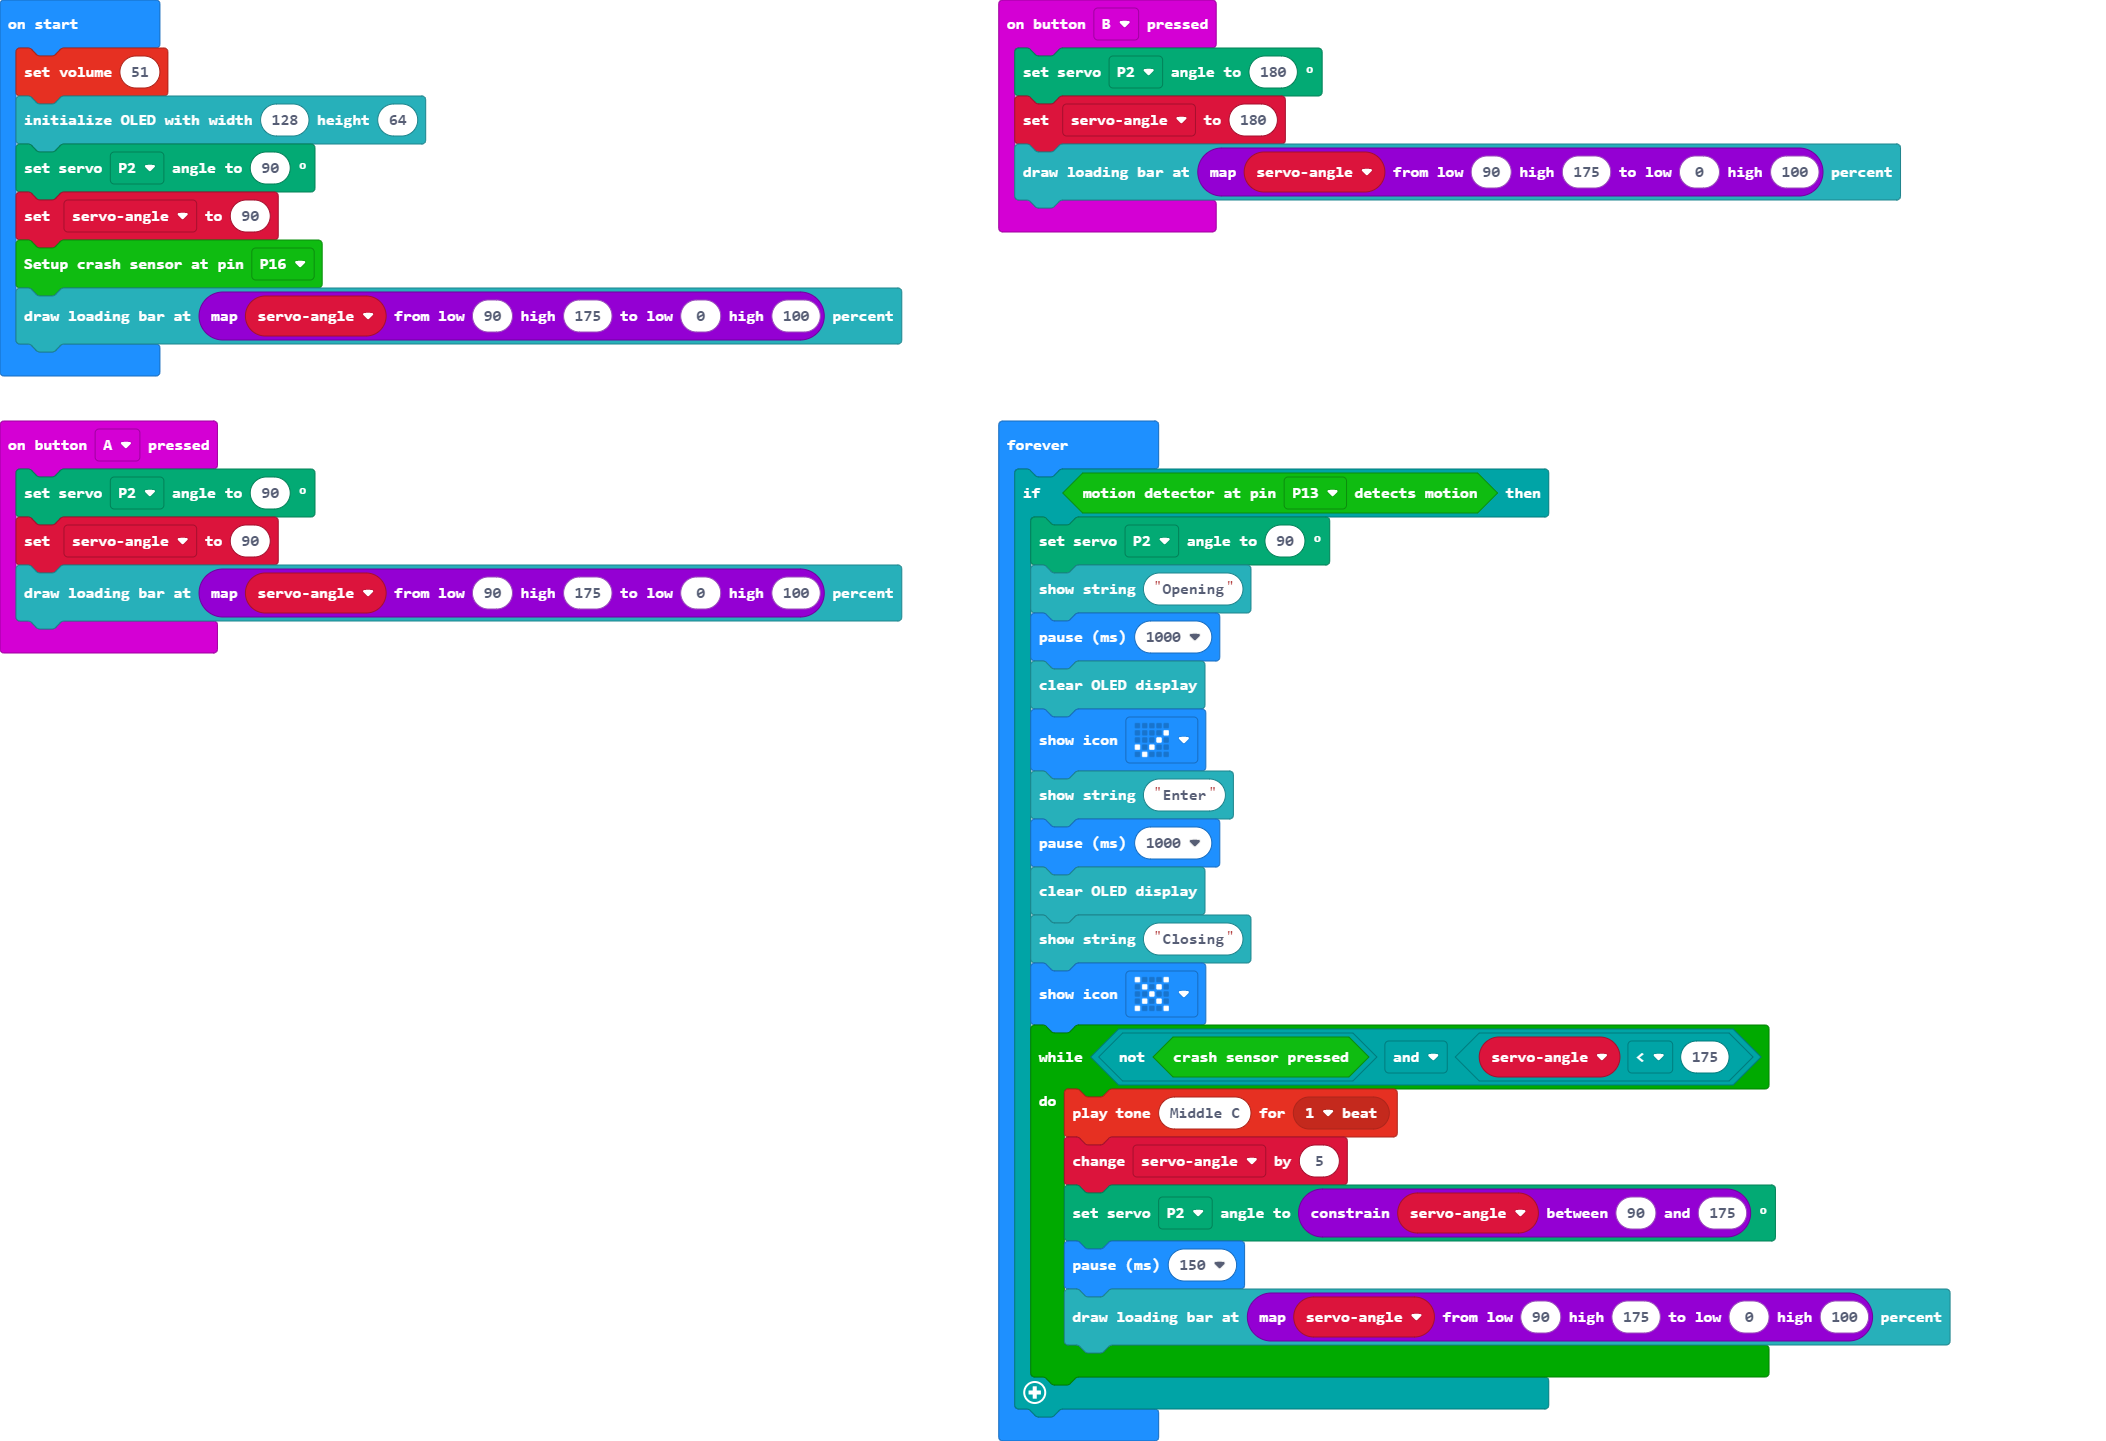 on start
set volume 51
initialize OLED with width 128 height 64
set servo P2 angle to 90 °
set servo-angle to 90
Setup crash sensor at pin P16
draw loading bar at map servo-angle from low 90 high 175 to low 0 high 100 percent
on button B pressed
set servo P2 angle to 180 °
set servo-angle to 180
draw loading bar at map servo-angle from low 90 high 175 to low 0 high 100 percent
on button A pressed
set servo P2 angle to 90 °
set servo-angle to 90
draw loading bar at map servo-angle from low 90 high 175 to low 0 high 100 percent
forever
if motion detector at pin P13 detects motion then
set servo P2 angle to 90 °
show string "Opening"
pause (ms) 1000
clear OLED display
show icon
show string "Enter"
pause (ms) 1000
clear OLED display
show string "Closing"
show icon
while not crash sensor pressed and servo-angle < 175
do
play tone Middle C for 1 beat
change servo-angle by 5
set servo P2 angle to constrain servo-angle between 90 and 175 °
pause (ms) 150
draw loading bar at map servo-angle from low 90 high 175 to low 0 high 100 percent